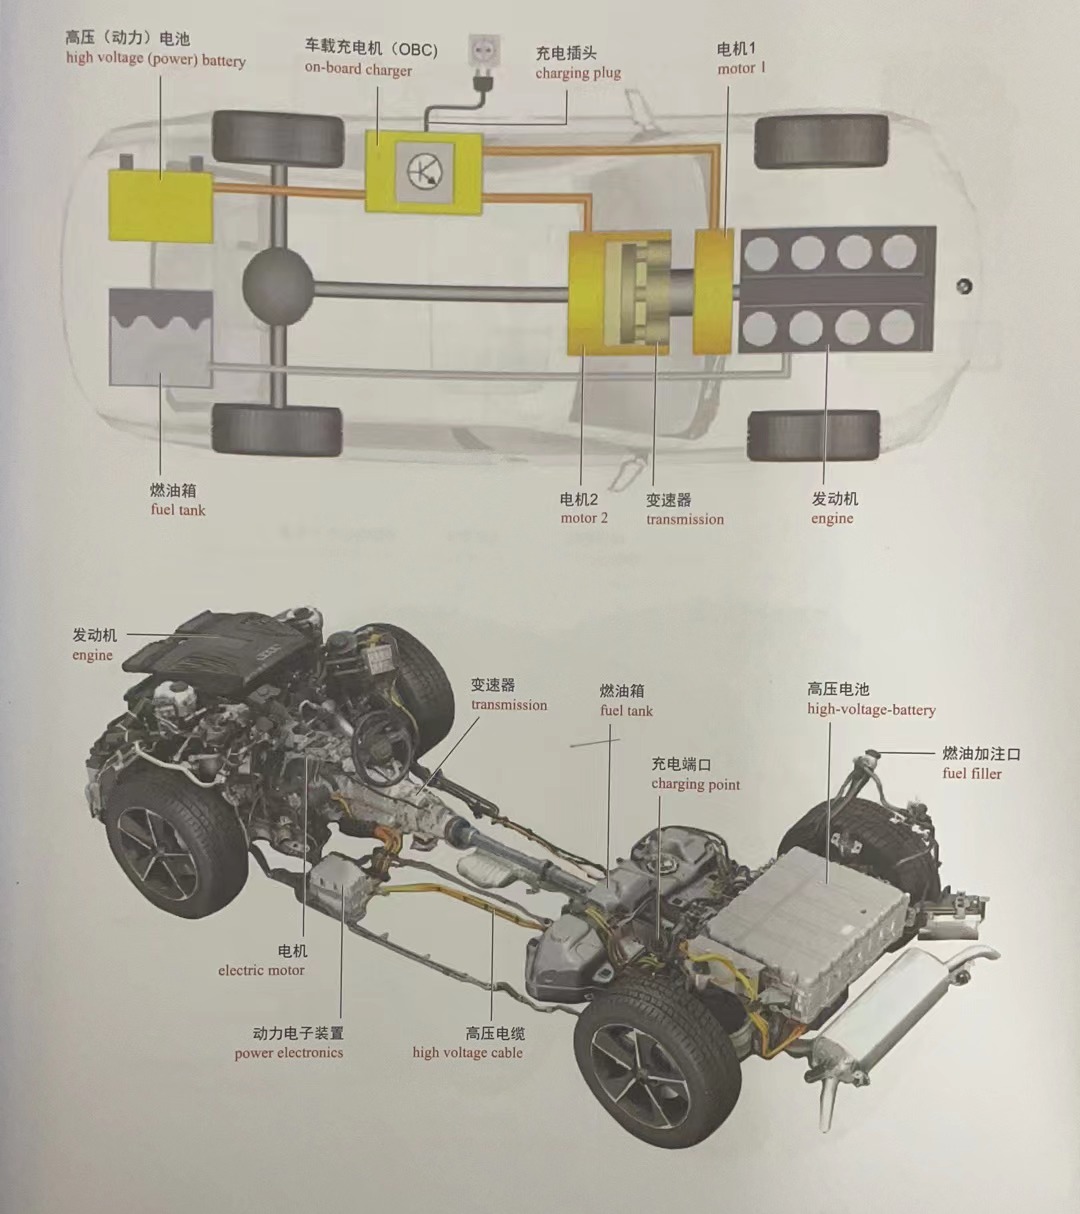 高压（动力）电池
high voltage (power) battery
车载充电机（OBC)
on-board charger
充电插头
charging plug
电机1
motor 1
燃油箱
fuel tank
电机2
motor 2
变速器
transmission
发动机
engine
发动机
engine
变速器
transmission
燃油箱
fuel tank
高压电池
high-voltage-battery
充电端口
charging point
燃油加注口
fuel filler
电机
electric motor
动力电子装置
power electronics
高压电缆
high voltage cable